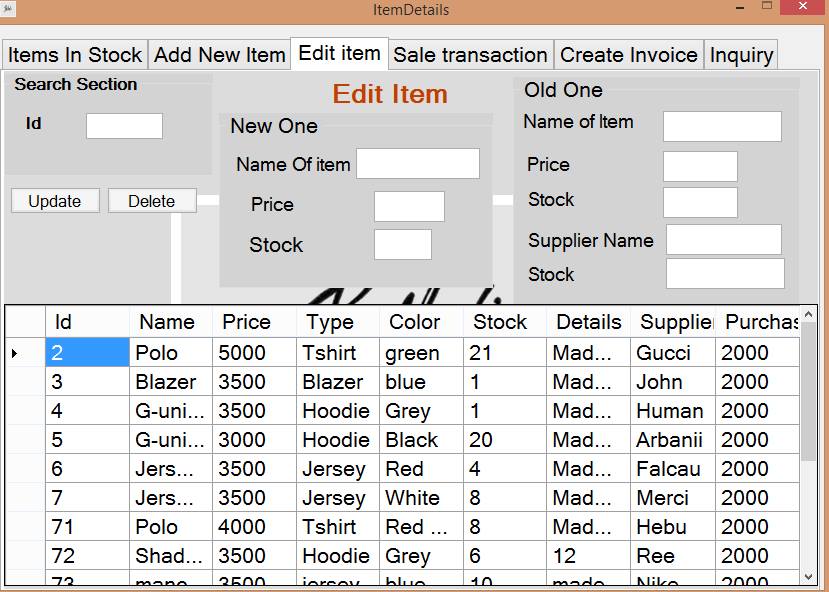 ItemDetails
Items In Stock Add New Item Edit item Sale transaction Create Invoice Inquiry
Search Section
Id
Update Delete
Edit Item
New One
Name Of item
Price
Stock
Old One
Name of Item
Price
Stock
Supplier Name
Stock
Id Name Price Type Color Stock Details Supplier Purchas
2 Polo 5000 Tshirt green 21 Mad... Gucci 2000
3 Blazer 3500 Blazer blue 1 Mad... John 2000
4 G-uni... 3500 Hoodie Grey 1 Mad... Human 2000
5 G-uni... 3000 Hoodie Black 20 Mad... Arbanii 2000
6 Jers... 3500 Jersey Red 4 Mad... Falcau 2000
7 Jers... 3500 Jersey White 8 Mad... Merci 2000
71 Polo 4000 Tshirt Red ... 8 Mad... Hebu 2000
72 Shad... 3500 Hoodie Grey 6 12 Ree 2000
73 mano 3500 jersey blue 10 made Nike 2000